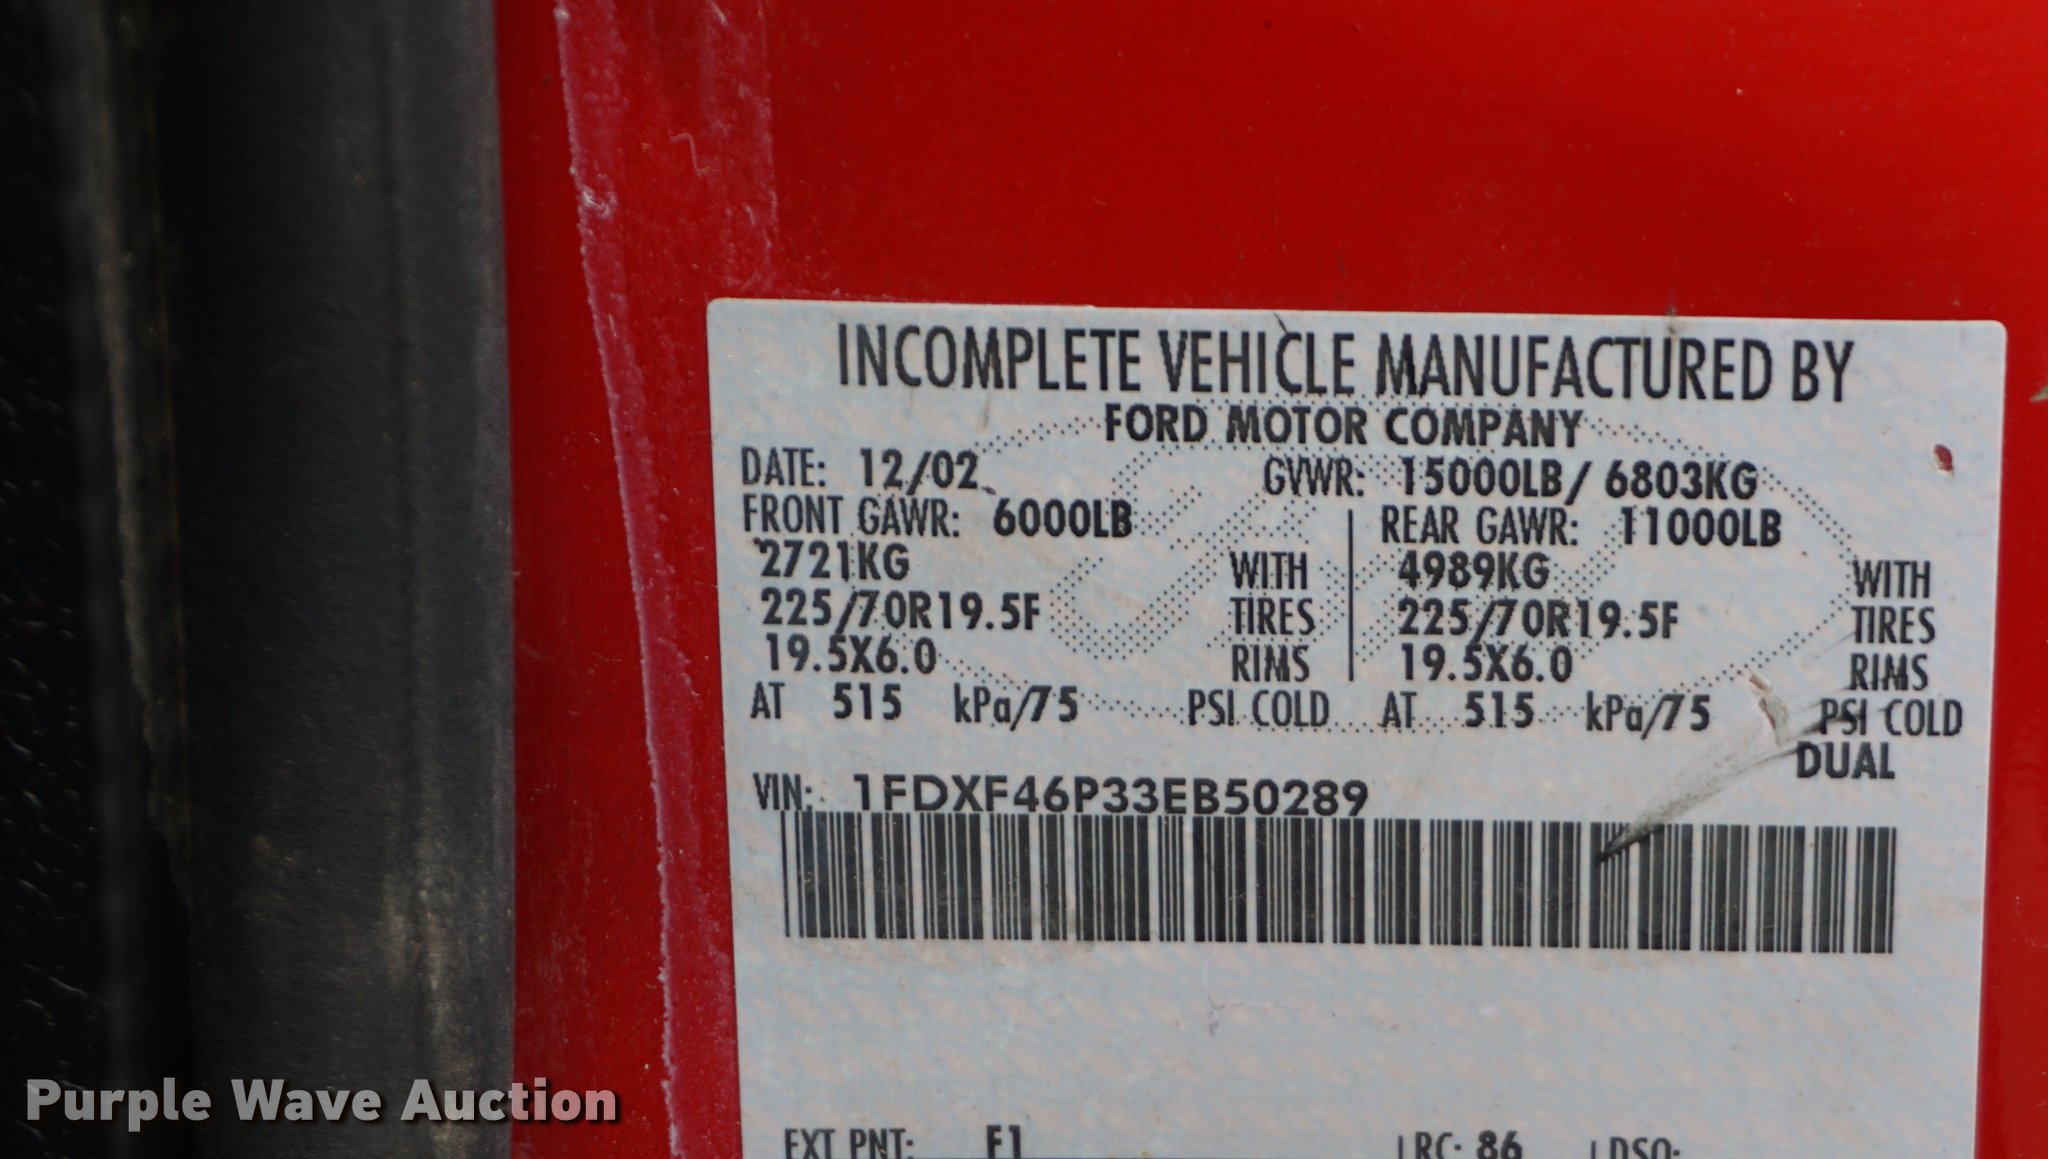 INCOMPLETE VEHICLE MANUFACTURED BY
FORD MOTOR COMPANY
DATE: 12/02 GVWR: 15000LB/ 6803KG
FRONT GAWR: 6000LB REAR GAWR: 11000LB
2721KG WITH 4989KG WITH
225/70R19.5F TIRES 225/70R19.5F TIRES
19.5X6.0 RIMS 19.5X6.0 RIMS
AT 515 kPa/75 PSI COLD AT 515 kPa/75 PSI COLD
DUAL
VIN: 1FDXF46P33EB50289
EXT PNT: F1 RC: 86 DSO:
Purple Wave Auction